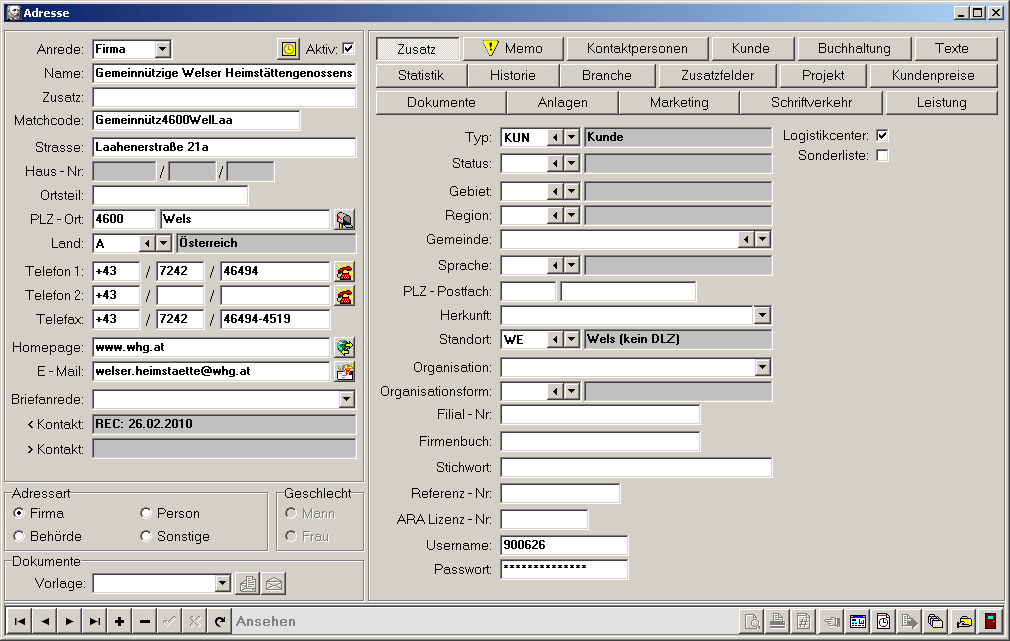 Adresse
Anrede: Firma Aktiv:
Name: Gemeinnützige Welser Heimstättengenossens
Zusatz:
Matchcode: Gemeinnütz4600WelLaa
Strasse: Laahenerstraße 21a
Haus - Nr: / /
Ortsteil:
PLZ - Ort: 4600 Wels
Land: A Österreich
Telefon 1: +43 / 7242 / 46494
Telefon 2: +43 / /
Telefax: +43 / 7242 / 46494-4519
Homepage: www.whg.at
E - Mail: welser.heimstaette@whg.at
Briefanrede:
< Kontakt: REC: 26.02.2010
> Kontakt:
Adressart
Firma Person
Behörde Sonstige
Geschlecht
Mann
Frau
Dokumente
Vorlage:
Zusatz Memo Kontaktpersonen Kunde Buchhaltung Texte
Statistik Historie Branche Zusatzfelder Projekt Kundenpreise
Dokumente Anlagen Marketing Schriftverkehr Leistung
Typ: KUN Kunde Logistikcenter:
Status: Sonderliste:
Gebiet:
Region:
Gemeinde:
Sprache:
PLZ - Postfach:
Herkunft:
Standort: WE Wels (kein DLZ)
Organisation:
Organisationsform:
Filial - Nr:
Firmenbuch:
Stichwort:
Referenz - Nr:
ARA Lizenz - Nr:
Username: 900626
Passwort: **************
Ansehen